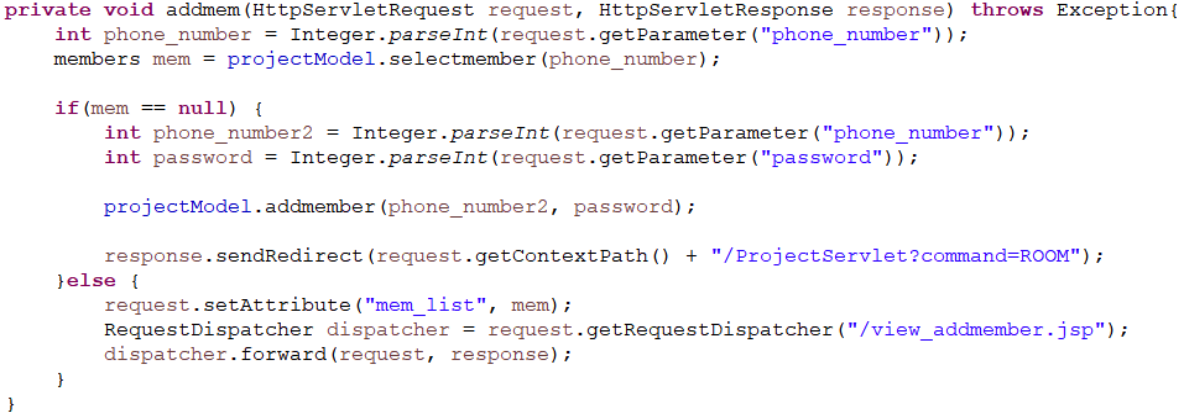 private void addmem(HttpServletRequest request, HttpServletResponse response) throws Exception{
    int phone_number = Integer.parseInt(request.getParameter("phone_number"));
    members mem = projectModel.selectmember(phone_number);

    if(mem == null) {
        int phone_number2 = Integer.parseInt(request.getParameter("phone_number"));
        int password = Integer.parseInt(request.getParameter("password"));

        projectModel.addmember(phone_number2, password);

        response.sendRedirect(request.getContextPath() + "/ProjectServlet?command=ROOM");
    }else {
        request.setAttribute("mem_list", mem);
        RequestDispatcher dispatcher = request.getRequestDispatcher("/view_addmember.jsp");
        dispatcher.forward(request, response);
    }
}